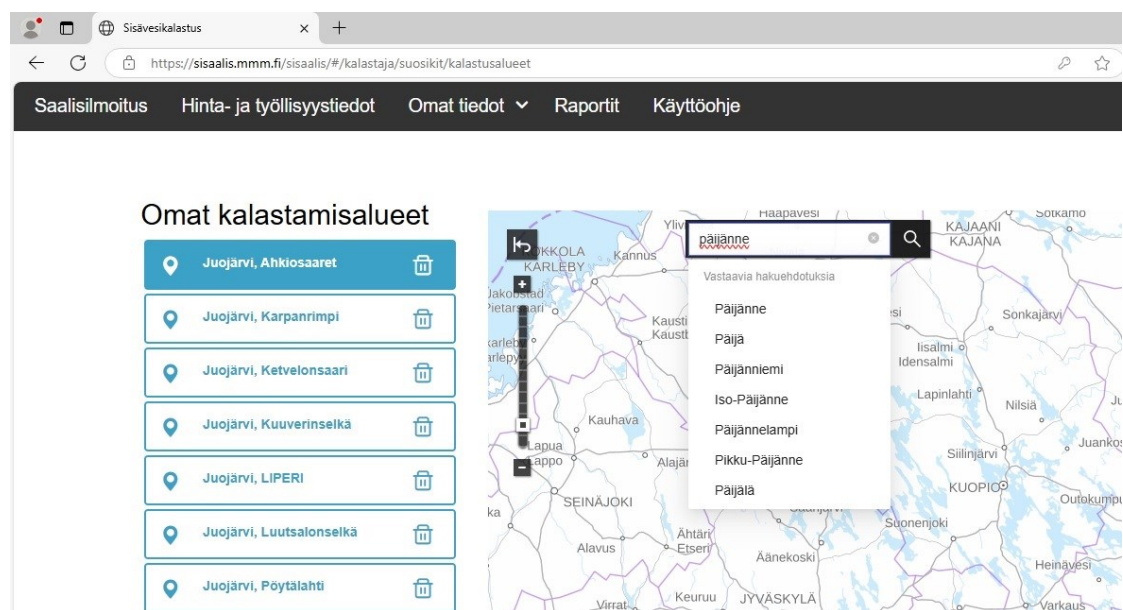 Sisävesikalastus
https://sisaalis.mmm.fi/sisaalis/#/kalastaja/suosikit/kalastusalueet
Saalisilmoitus Hinta- ja työllisyystiedot Omat tiedot Raportit Käyttöohje
Omat kalastamisalueet
Juojärvi, Ahkiosaaret
Juojärvi, Karpanrimpi
Juojärvi, Ketvelonsaari
Juojärvi, Kuuverinselkä
Juojärvi, LIPERI
Juojärvi, Luutsalonselkä
Juojärvi, Pöytälahti
päijänne
Vastaavia hakuehdotuksia
Päijänne
Päijä
Päijänniemi
Iso-Päijänne
Päijännelampi
Pikku-Päijänne
Päijälä
Haapavesi
Sotkamo
KAJAANI
KAJANA
KARLEBY
Kannus
Sonkajärvi
Iisalmi
Idensalmi
Lapinlahti
Nilsiä
Kauhava
Lapua
Lappo
Siilinjärvi
KUOPIO
SEINÄJOKI
Suonenjoki
Ähtäri
Etseri
Alavus
Äänekoski
Heinävesi
Keuruu
JYVÄSKYLÄ
Virrat
Varkaus